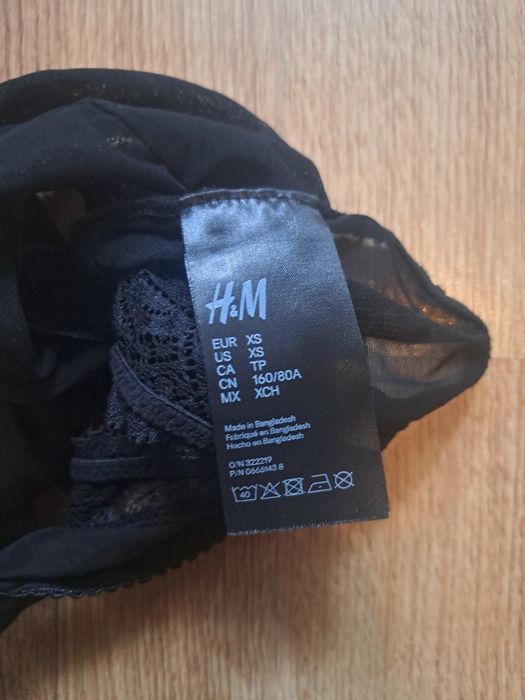 H&M
EUR XS
US XS
CA TP
CN 160/80A
MX XCH
Made in Bangladesh
Fabriqué en Bangladesh
Hecho en Bangladesh
O/N 322219
P/N 0666143 8
40